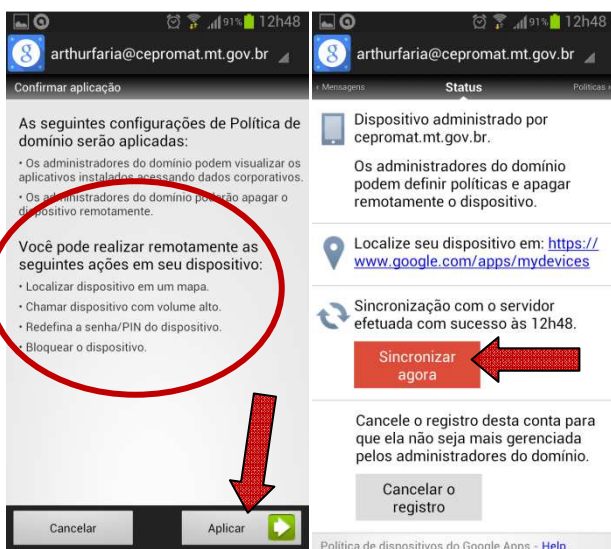 91% 12h48
arthurfaria@cepromat.mt.gov.br
Confirmar aplicação
As seguintes configurações de Política de
domínio serão aplicadas:
• Os administradores do domínio podem visualizar os
aplicativos instalados acessando dados corporativos.
• Os administradores do domínio poderão apagar o
dispositivo remotamente.
Você pode realizar remotamente as
seguintes ações em seu dispositivo:
• Localizar dispositivo em um mapa.
• Chamar dispositivo com volume alto.
• Redefina a senha/PIN do dispositivo.
• Bloquear o dispositivo.
Cancelar
Aplicar
91% 12h48
arthurfaria@cepromat.mt.gov.br
‹ Mensagens Status Políticas ›
Dispositivo administrado por
cepromat.mt.gov.br.
Os administradores do domínio
podem definir políticas e apagar
remotamente o dispositivo.
Localize seu dispositivo em: https://
www.google.com/apps/mydevices
Sincronização com o servidor
efetuada com sucesso às 12h48.
Sincronizar
agora
Cancele o registro desta conta para
que ela não seja mais gerenciada
pelos administradores do domínio.
Cancelar o
registro
Política de dispositivos do Google Apps - Help